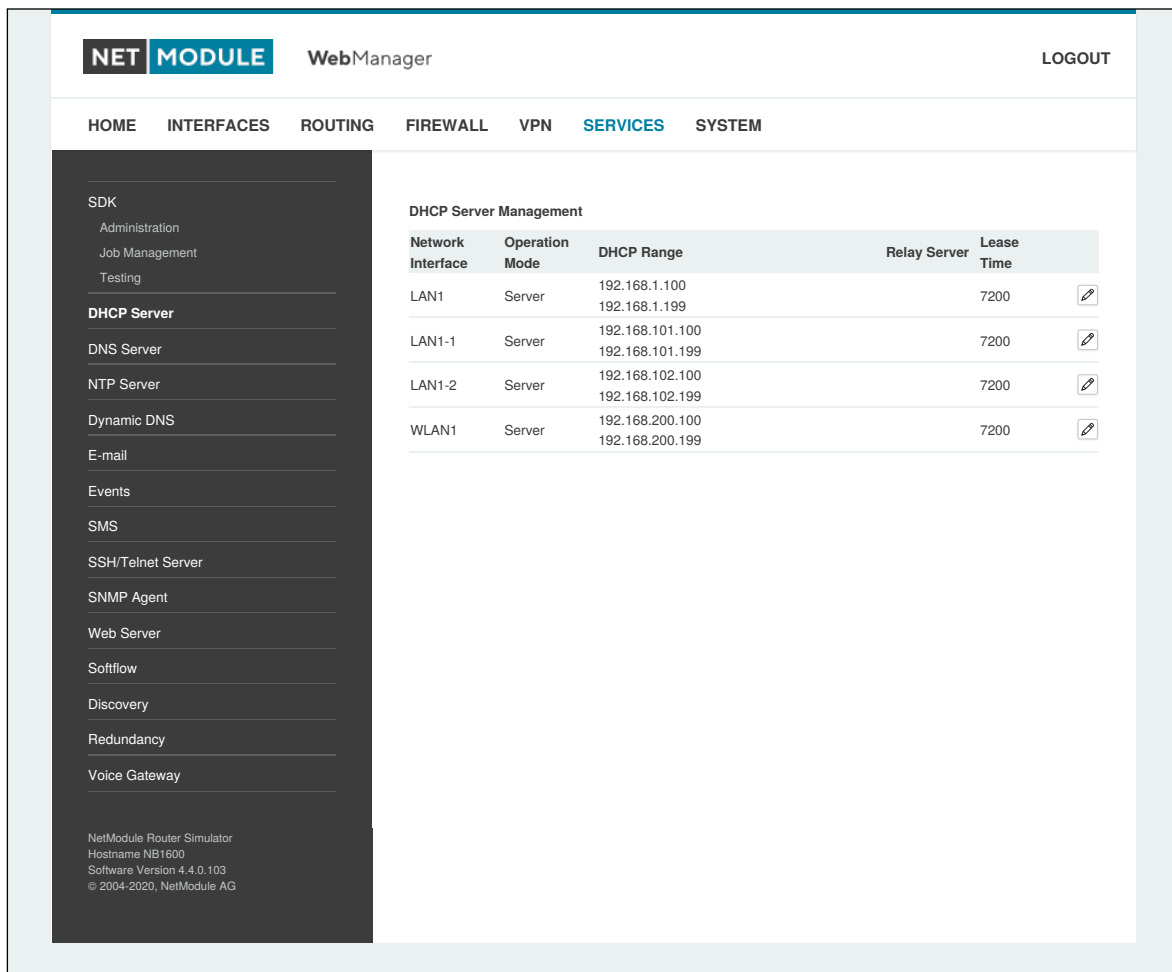 NET MODULE WebManager LOGOUT
HOME INTERFACES ROUTING FIREWALL VPN SERVICES SYSTEM
SDK
Administration
Job Management
Testing
DHCP Server
DNS Server
NTP Server
Dynamic DNS
E-mail
Events
SMS
SSH/Telnet Server
SNMP Agent
Web Server
Softflow
Discovery
Redundancy
Voice Gateway
NetModule Router Simulator
Hostname NB1600
Software Version 4.4.0.103
© 2004-2020, NetModule AG
DHCP Server Management
Network Operation DHCP Range Relay Server Lease
Interface Mode Time
LAN1 Server 192.168.1.100 7200
192.168.1.199
LAN1-1 Server 192.168.101.100 7200
192.168.101.199
LAN1-2 Server 192.168.102.100 7200
192.168.102.199
WLAN1 Server 192.168.200.100 7200
192.168.200.199